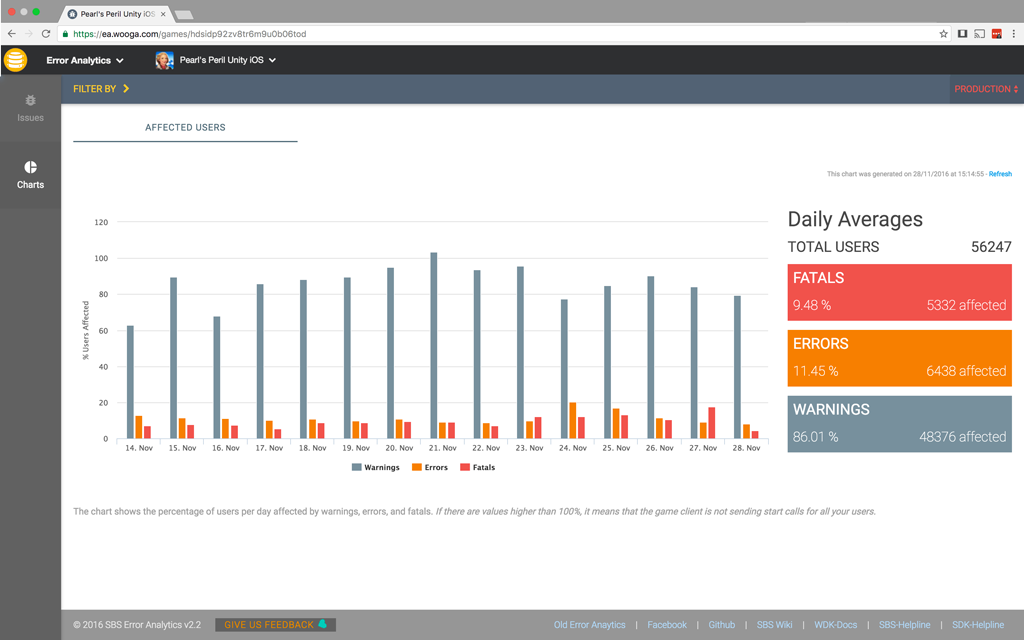 Pearl's Peril Unity iOS
https://ea.wooga.com/games/hdsidp92zv8tr6m9u0b06tod
Error Analytics
Pearl's Peril Unity iOS
FILTER BY
PRODUCTION
Issues
Charts
AFFECTED USERS
This chart was generated on 28/11/2016 at 15:14:55 - Refresh
% Users Affected
120
100
80
60
40
20
0
14. Nov 15. Nov 16. Nov 17. Nov 18. Nov 19. Nov 20. Nov 21. Nov 22. Nov 23. Nov 24. Nov 25. Nov 26. Nov 27. Nov 28. Nov
Warnings Errors Fatals
Daily Averages
TOTAL USERS 56247
FATALS
9.48 % 5332 affected
ERRORS
11.45 % 6438 affected
WARNINGS
86.01 % 48376 affected
The chart shows the percentage of users per day affected by warnings, errors, and fatals. If there are values higher than 100%, it means that the game client is not sending start calls for all your users.
© 2016 SBS Error Analytics v2.2 GIVE US FEEDBACK Old Error Anaytics | Facebook | Github | SBS Wiki | WDK-Docs | SBS-Helpline | SDK-Helpline